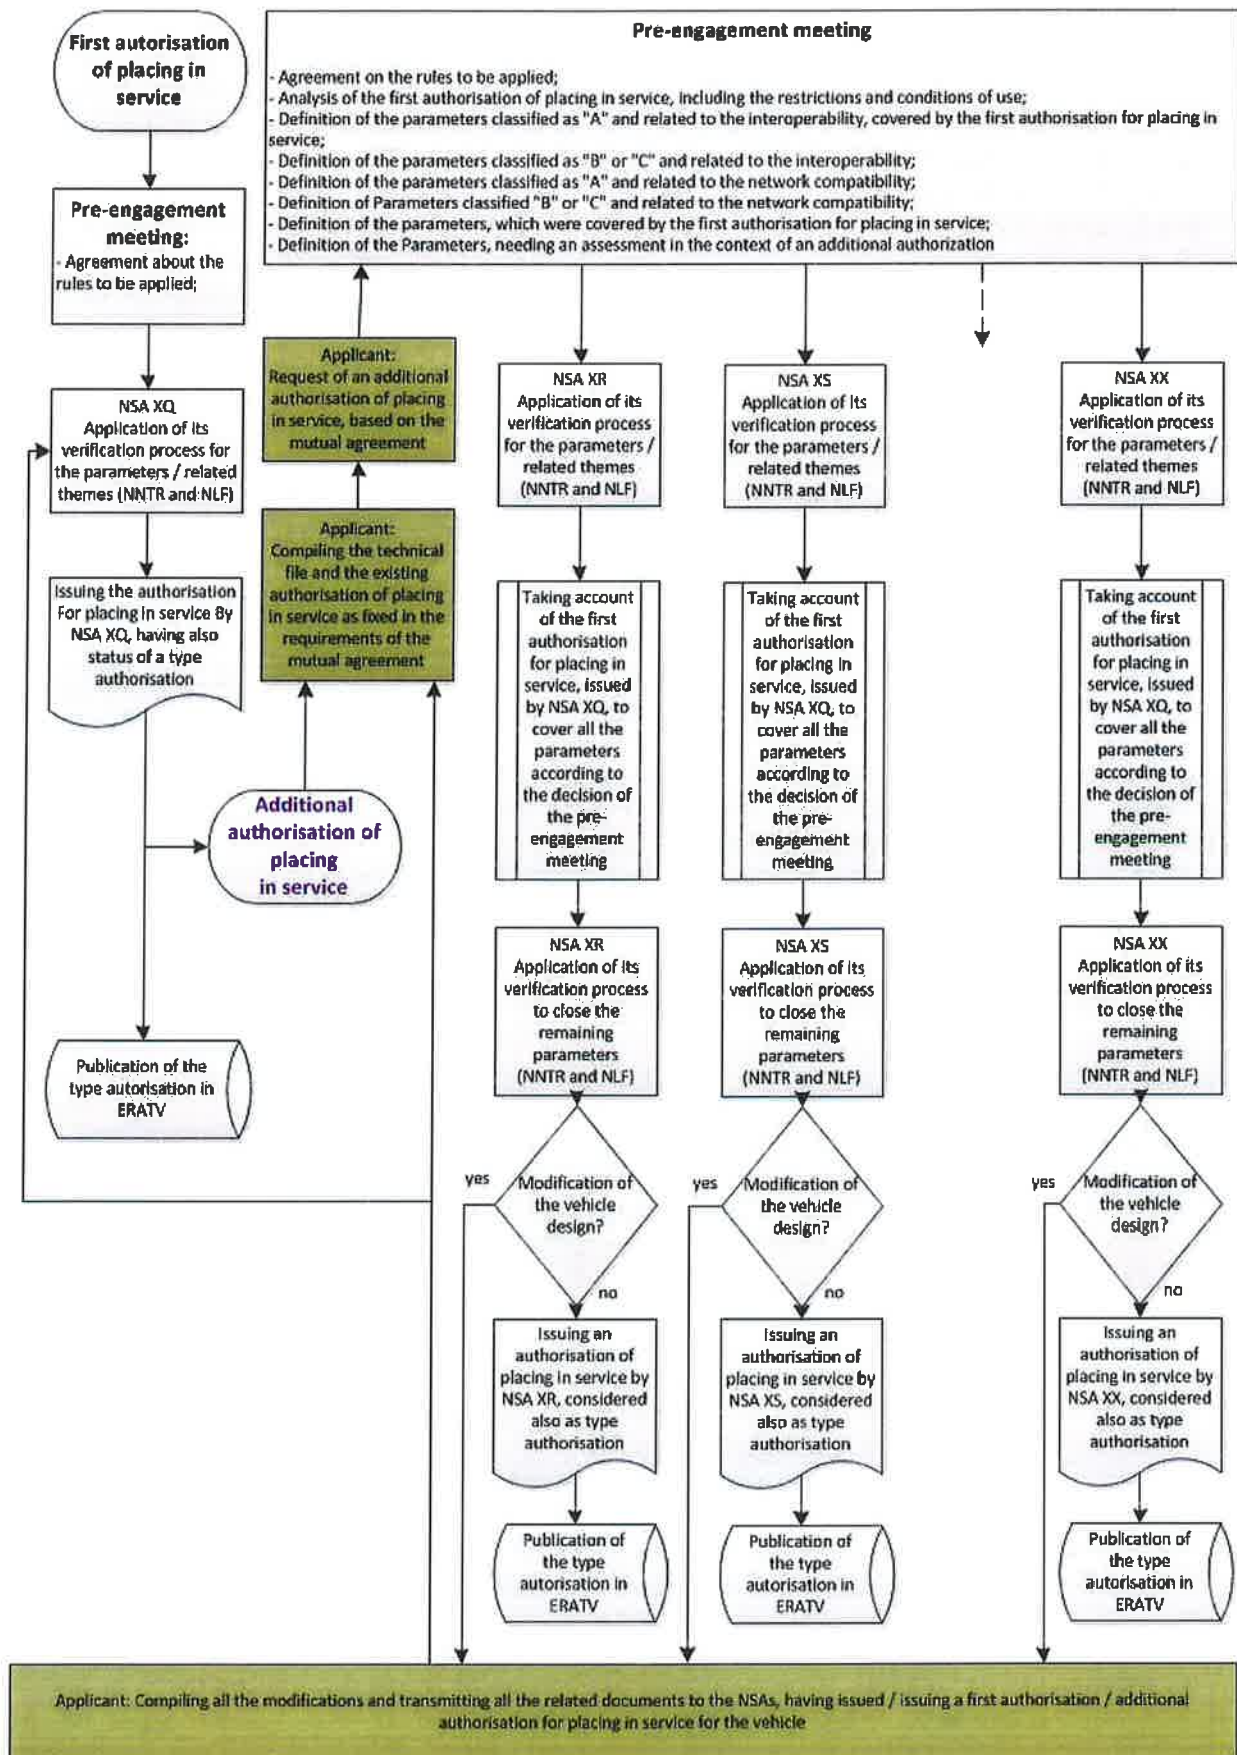 First autorisation
of placing in
service
Pre-engagement
meeting:
- Agreement about the
rules to be applied;
NSA XQ
Application of its
verification process for
the parameters / related
themes (NNTR and NLF)
Issuing the authorisation
For placing in service By
NSA XQ, having also
status of a type
authorisation
Additional
authorisation of
placing
in service
Publication of the
type autorisation in
ERATV
Pre-engagement meeting
- Agreement on the rules to be applied;
- Analysis of the first authorisation of placing in service, including the restrictions and conditions of use;
- Definition of the parameters classified as "A" and related to the interoperability, covered by the first authorisation for placing in
service;
- Definition of the parameters classified as "B" or "C" and related to the interoperability;
- Definition of the parameters classified as "A" and related to the network compatibility;
- Definition of Parameters classified "B" or "C" and related to the network compatibility;
- Definition of the parameters, which were covered by the first authorisation for placing in service;
- Definition of the Parameters, needing an assessment in the context of an additional authorization
Applicant:
Request of an additional
authorisation of placing
in service, based on the
mutual agreement
Applicant:
Compiling the technical
file and the existing
authorisation of placing
in service as fixed in the
requirements of the
mutual agreement
NSA XR
Application of its
verification process
for the parameters /
related themes
(NNTR and NLF)
Taking account
of the first
authorisation
for placing in
service, issued
by NSA XQ, to
cover all the
parameters
according to
the decision of
the pre-
engagement
meeting
NSA XR
Application of its
verification process
to close the
remaining
parameters
(NNTR and NLF)
yes
Modification of
the vehicle
design?
no
Issuing an
authorisation of
placing in service by
NSA XR, considered
also as type
authorisation
Publication of
the type
autorisation in
ERATV
NSA XS
Application of its
verification process
for the parameters /
related themes
(NNTR and NLF)
Taking account
of the first
authorisation
for placing in
service, issued
by NSA XQ, to
cover all the
parameters
according to
the decision of
the pre-
engagement
meeting
NSA XS
Application of its
verification process
to close the
remaining
parameters
(NNTR and NLF)
yes
Modification of
the vehicle
design?
no
Issuing an
authorisation of
placing in service by
NSA XS, considered
also as type
authorisation
Publication of
the type
autorisation in
ERATV
NSA XX
Application of its
verification process
for the parameters /
related themes
(NNTR and NLF)
Taking account
of the first
authorisation
for placing in
service, issued
by NSA XQ, to
cover all the
parameters
according to
the decision of
the pre-
engagement
meeting
NSA XX
Application of its
verification process
to close the
remaining
parameters
(NNTR and NLF)
yes
Modification of
the vehicle
design?
no
Issuing an
authorisation of
placing in service by
NSA XX, considered
also as type
authorisation
Publication of
the type
autorisation in
ERATV
Applicant: Compiling all the modifications and transmitting all the related documents to the NSAs, having issued / issuing a first authorisation / additional
authorisation for placing in service for the vehicle